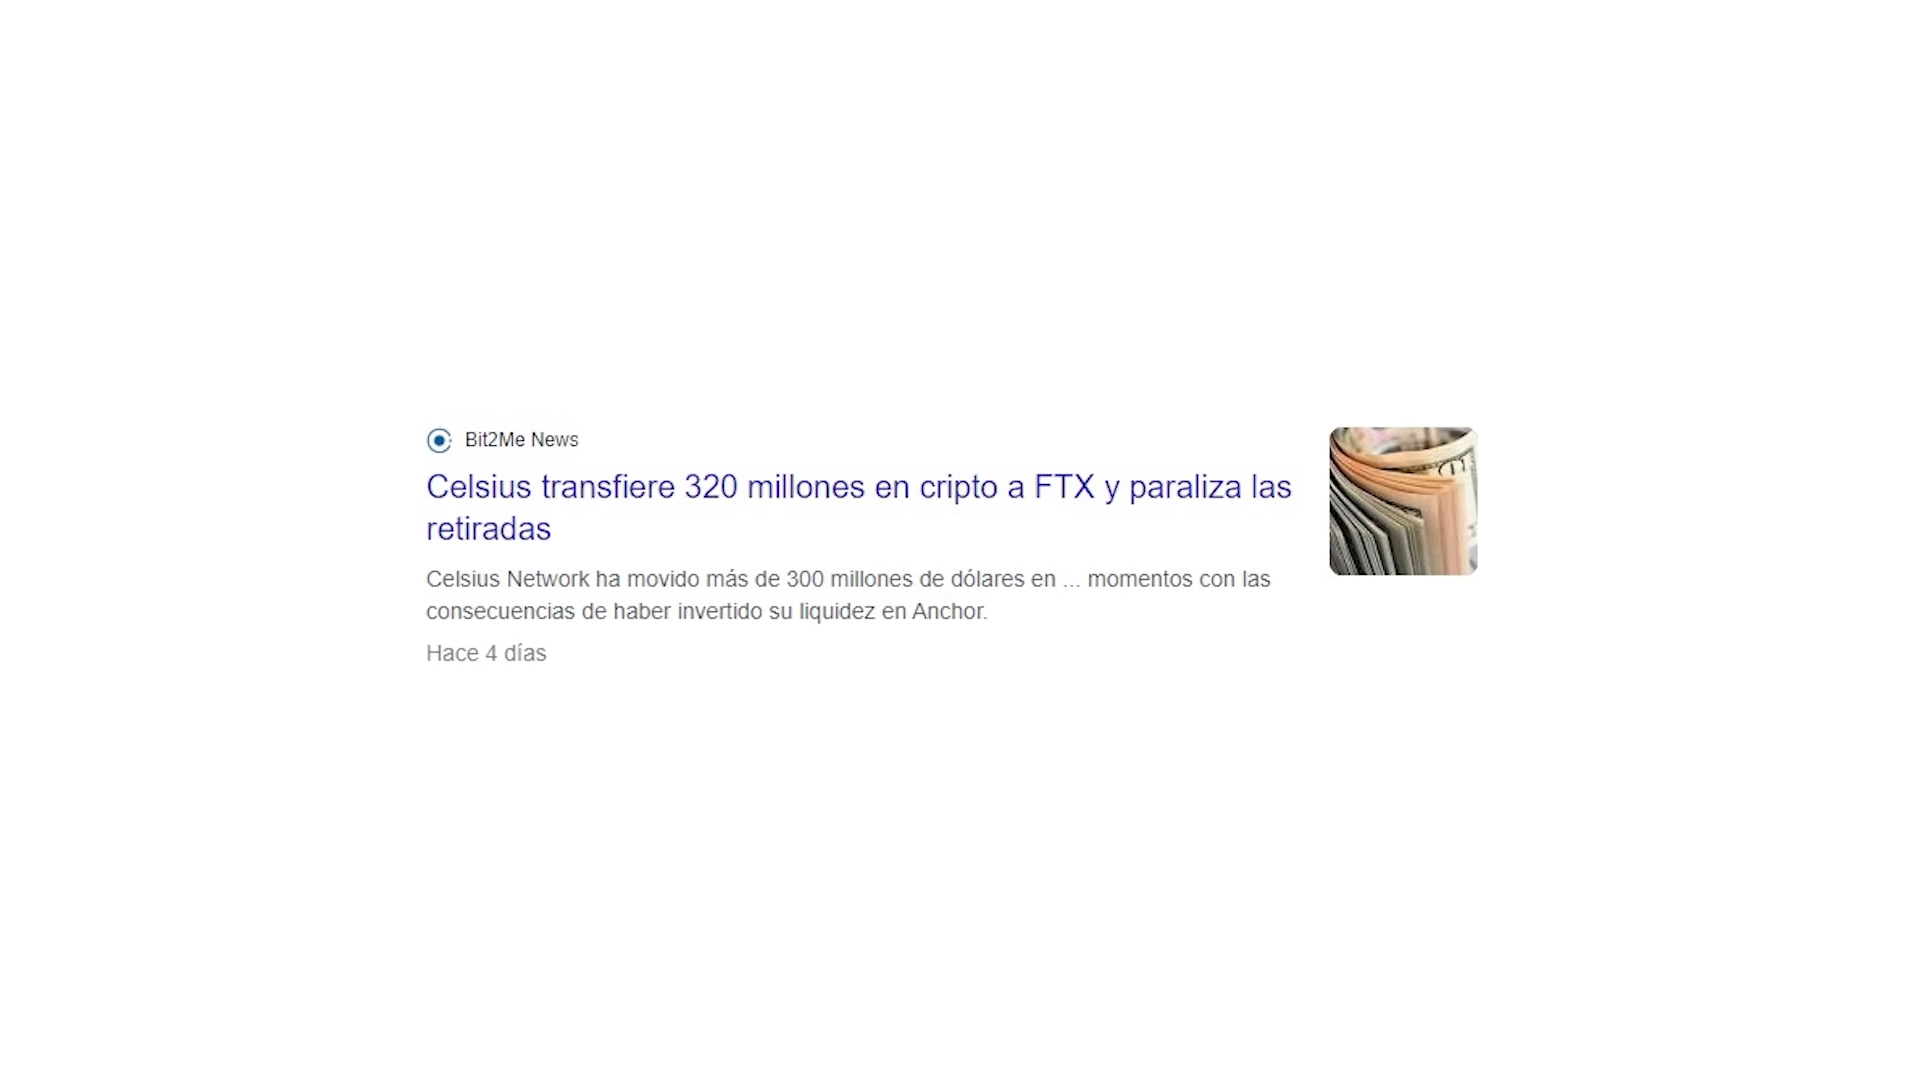 Bit2Me News
Celsius transfiere 320 millones en cripto a FTX y paraliza las
retiradas
Celsius Network ha movido más de 300 millones de dólares en ... momentos con las
consecuencias de haber invertido su liquidez en Anchor.
Hace 4 días